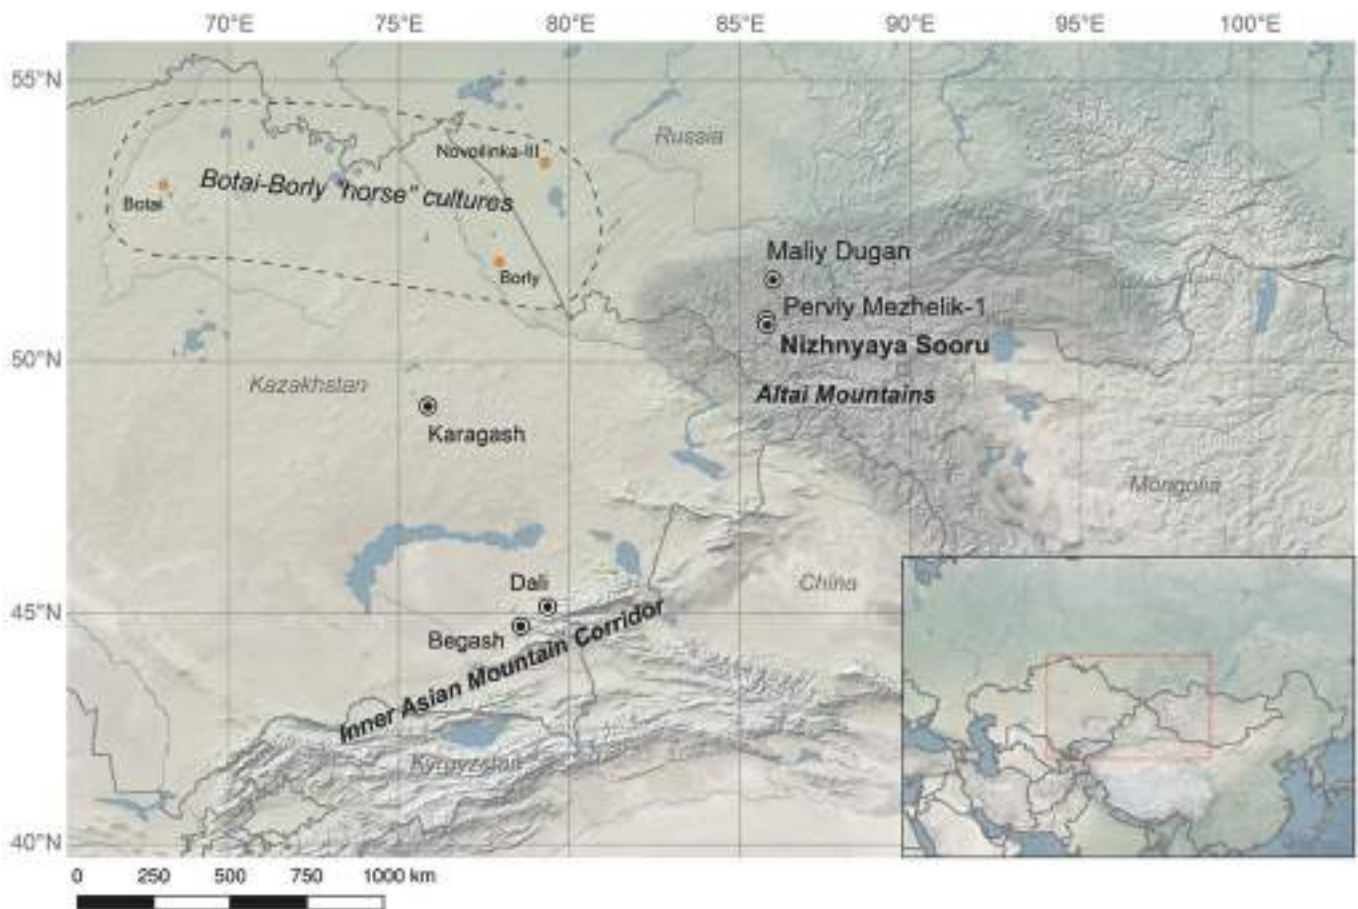 70°E 75°E 80°E 85°E 90°E 95°E 100°E
55°N
Russia
Novoilinka-III
Botai-Borly "horse" cultures
Botai
Borly
Maliy Dugan
Perviy Mezhelik-1
Nizhnyaya Sooru
50°N
Kazakhstan
Altai Mountains
Karagash
Mongolia
China
Dali
45°N
Begash
Inner Asian Mountain Corridor
Kyrgyzstan
40°N
0 250 500 750 1000 km